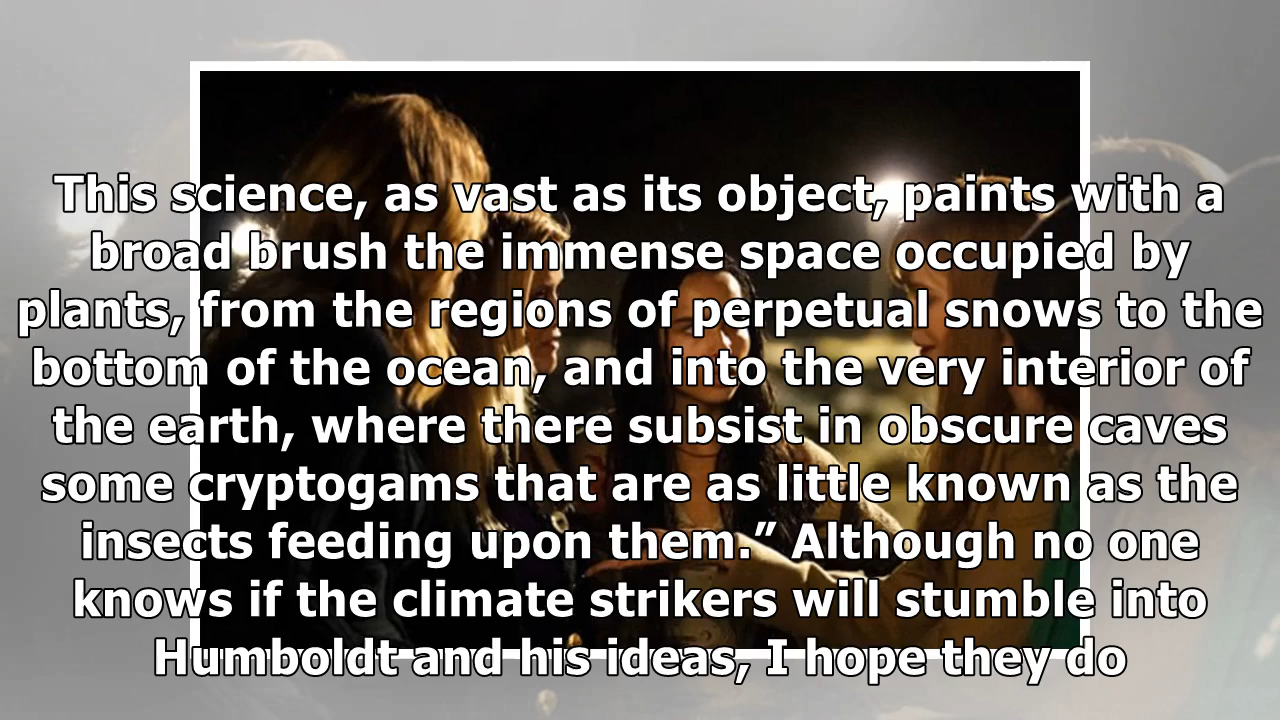 This science, as vast as its object, paints with a
broad brush the immense space occupied by
plants, from the regions of perpetual snows to the
bottom of the ocean, and into the very interior of
the earth, where there subsist in obscure caves
some cryptogams that are as little known as the
insects feeding upon them.” Although no one
knows if the climate strikers will stumble into
Humboldt and his ideas, I hope they do